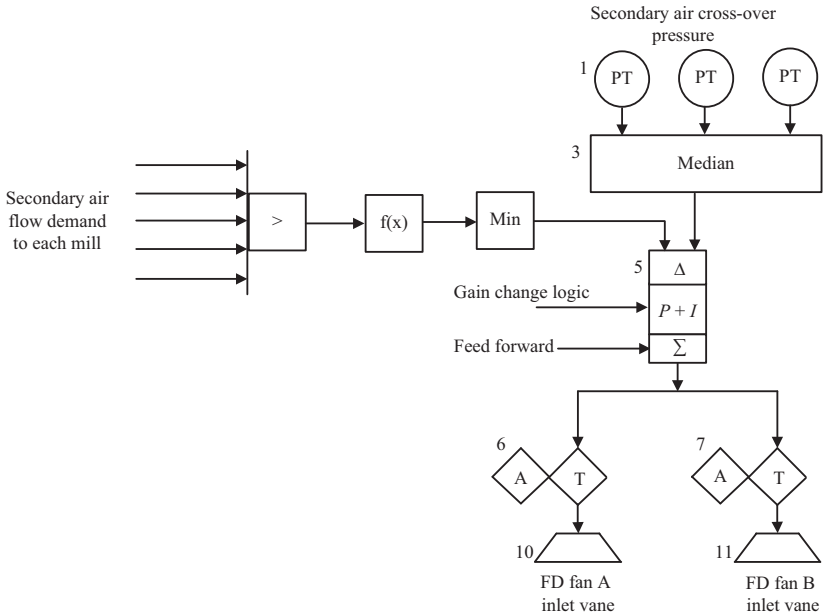 Secondary air cross-over
pressure
1
PT
PT
PT
3
Median
Secondary air
flow demand
to each mill
>
f(x)
Min
5
Δ
Gain change logic
P + I
Feed forward
Σ
6
A
T
7
A
T
10
11
FD fan A
inlet vane
FD fan B
inlet vane